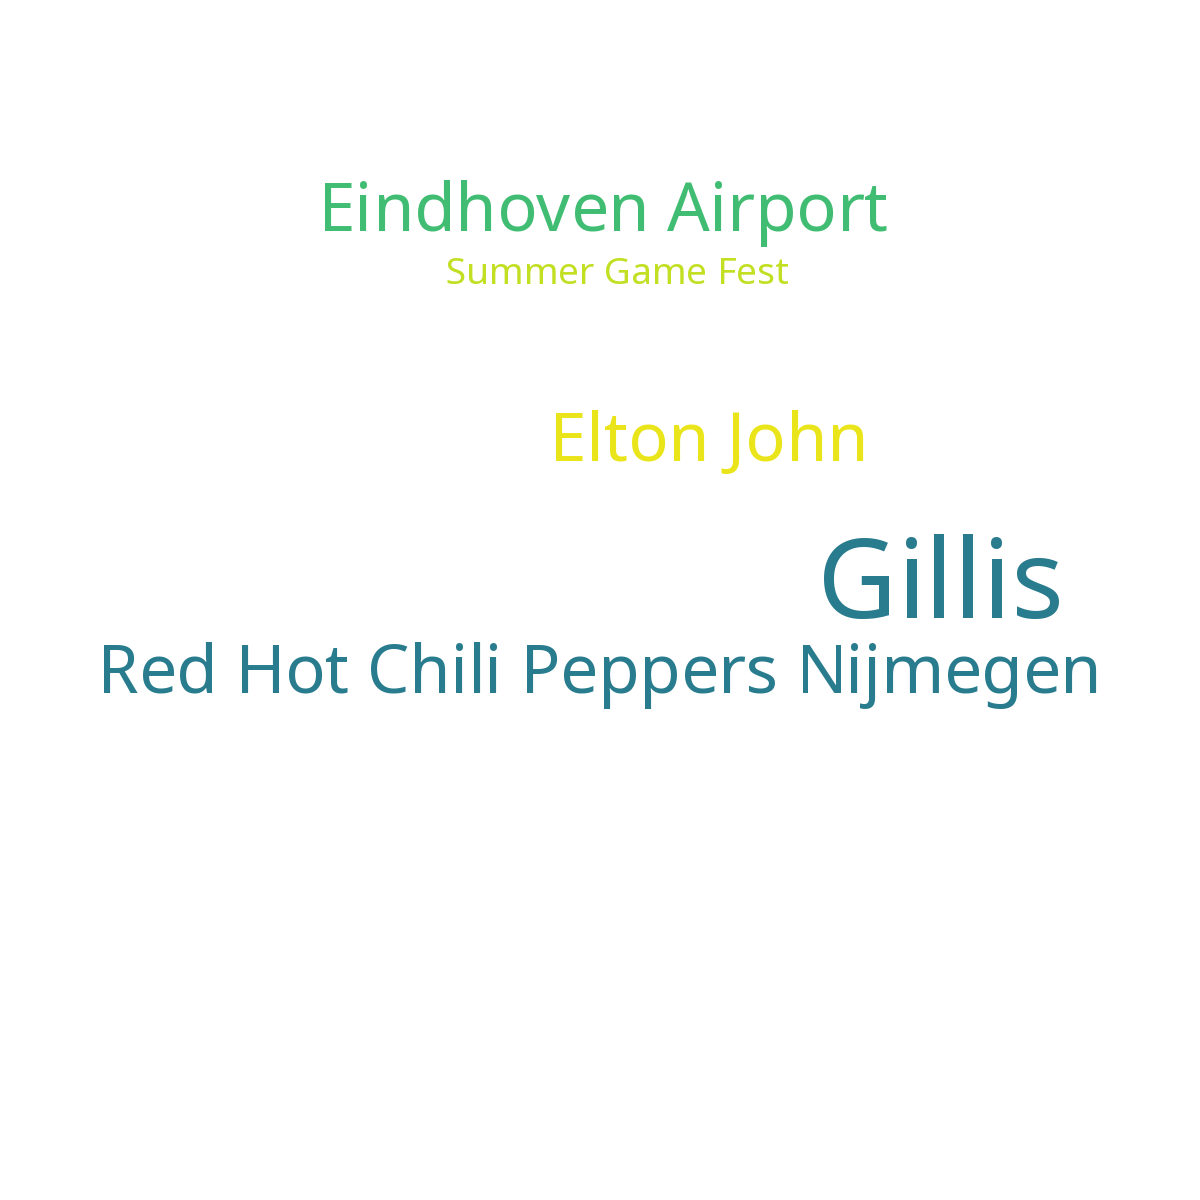 Eindhoven Airport
Summer Game Fest
Elton John
Gillis
Red Hot Chili Peppers Nijmegen